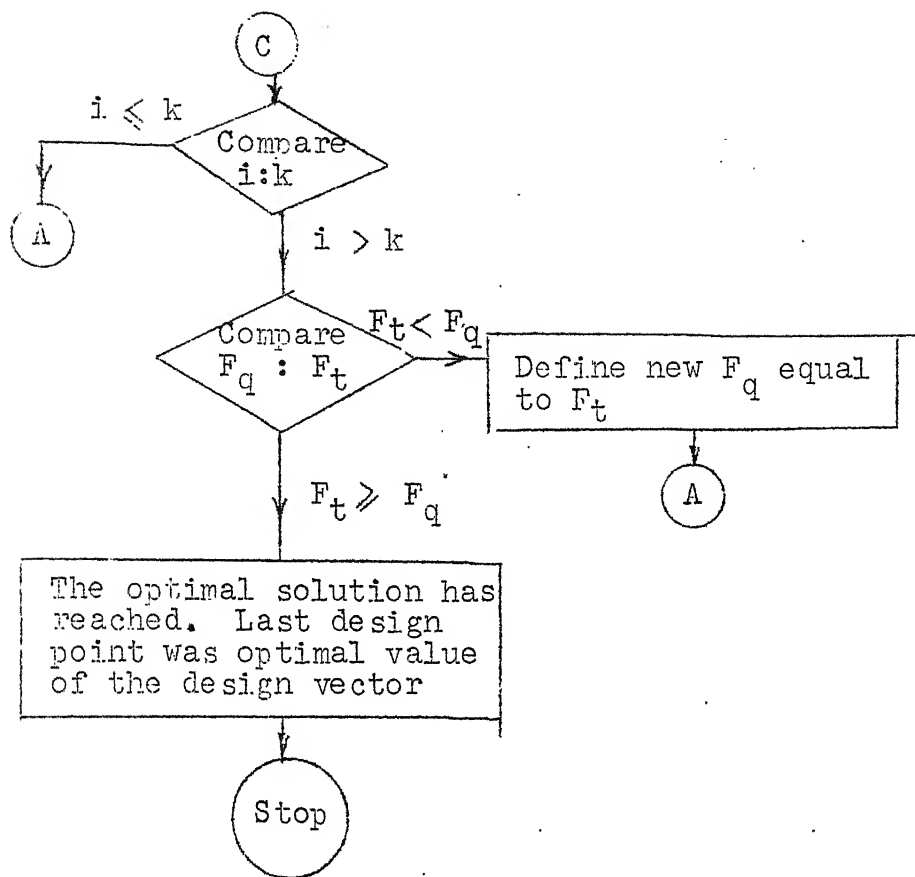 C
i ⩽ k
Compare
i:k
A
i > k
Compare
F_q : F_t
F_t < F_q
Define new F_q equal
to F_t
A
F_t ⩾ F_q
The optimal solution has
reached. Last design
point was optimal value
of the design vector
Stop